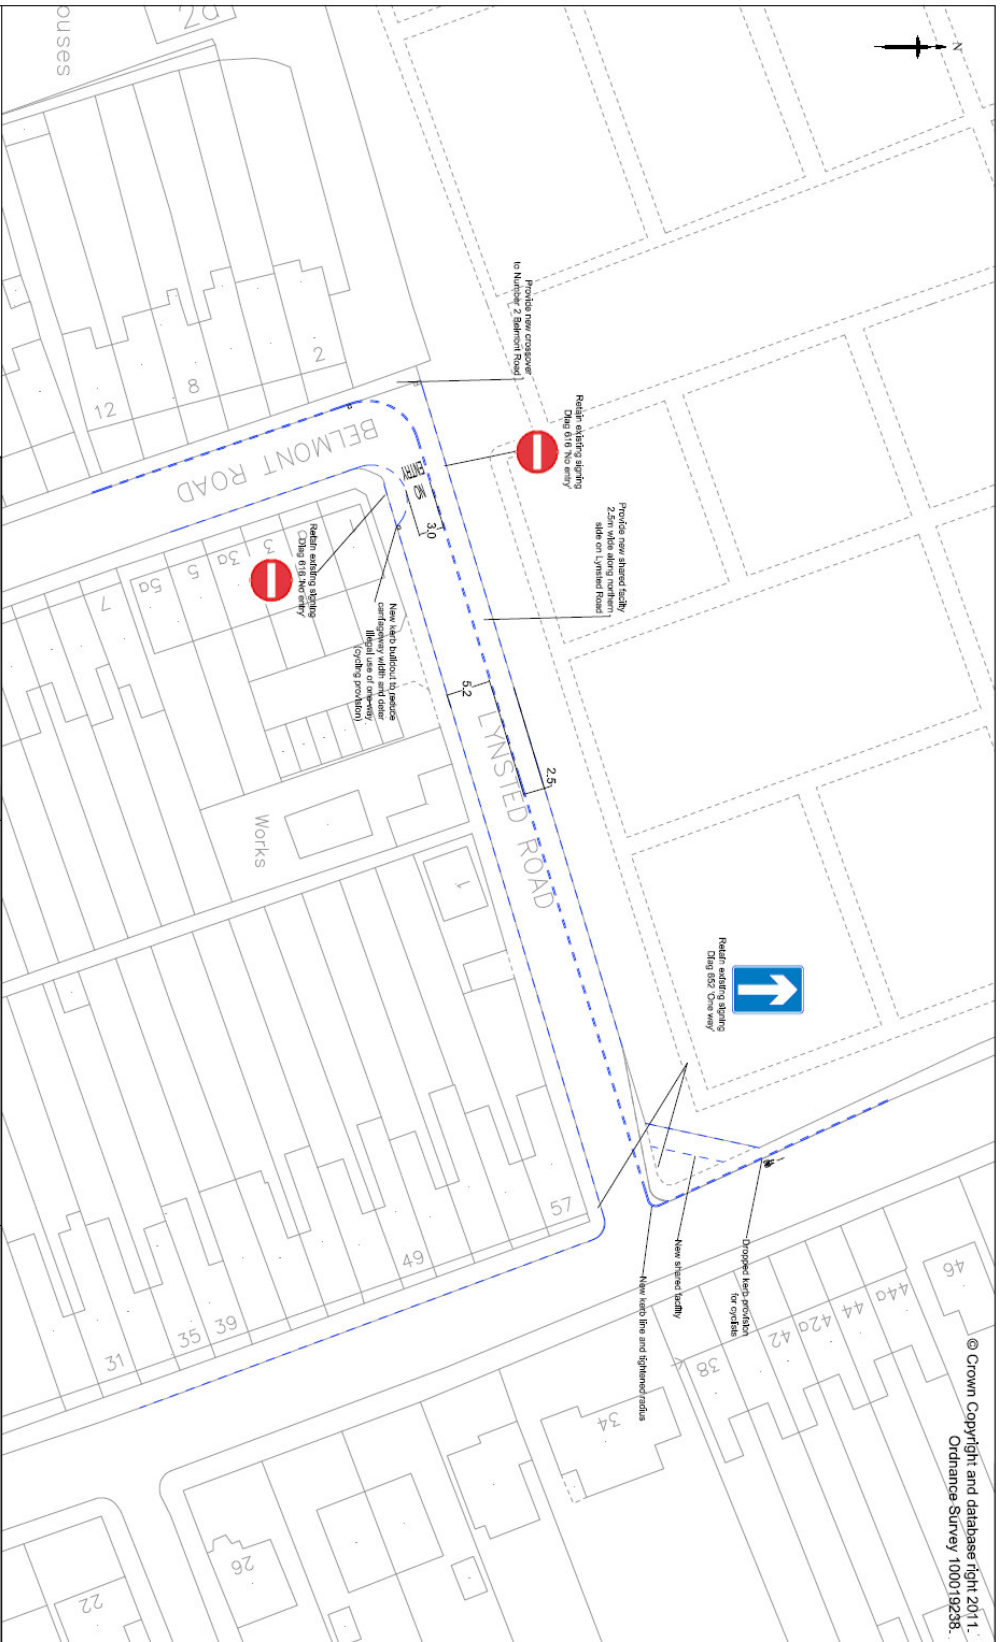 © Crown Copyright and database right 2011.
Ordnance Survey 100019238.
N
ouses
2a
Provide new crossover
to Number 2 Belmont Road
Retain existing signing
Diag 616 'No entry'
Provide new shared facility
2.5m wide along northern
side on Lynsted Road
Retain existing signing
Diag 652 'One way'
Dropped kerb provision
for cyclists
New shared facility
New kerb line and tightened radius
BELMONT
ROAD
NO
ENTRY
3.0
5.2
2.5
LYNSTED ROAD
Retain existing signing
Diag 616 'No entry'
New kerb buildout to reduce
carriageway width and deter
illegal use of one-way
(cycling provision)
2
8
12
1
3
3a
5
5a
7
Works
1
57
49
39
35
31
46
44a
44
42a
42
38
34
26
22